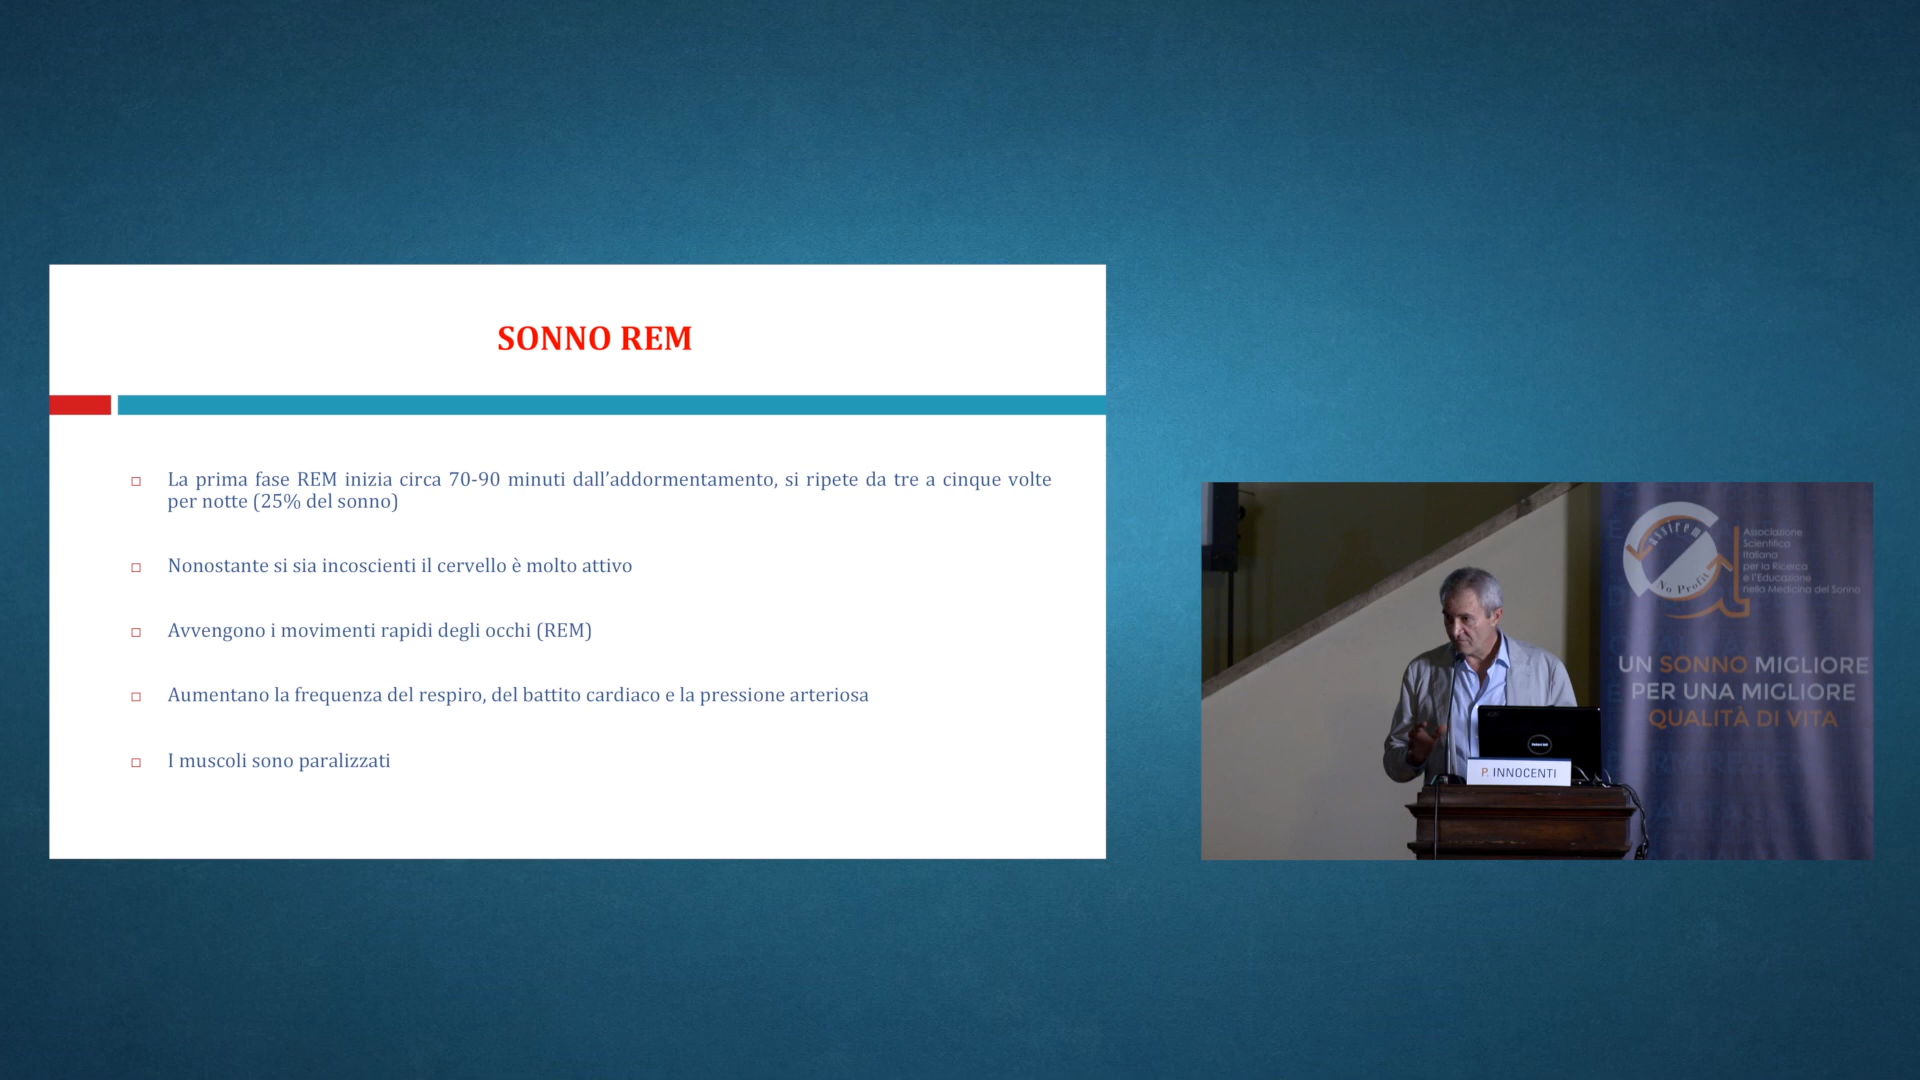 SONNO REM
La prima fase REM inizia circa 70-90 minuti dall’addormentamento, si ripete da tre a cinque volte
per notte (25% del sonno)
Nonostante si sia incoscienti il cervello è molto attivo
Avvengono i movimenti rapidi degli occhi (REM)
Aumentano la frequenza del respiro, del battito cardiaco e la pressione arteriosa
I muscoli sono paralizzati
assirem
No Profit
Associazione
Scientifica
Italiana
per la Ricerca
e l'Educazione
nella Medicina del Sonno
UN SONNO MIGLIORE
PER UNA MIGLIORE
QUALITÀ DI VITA
P. INNOCENTI